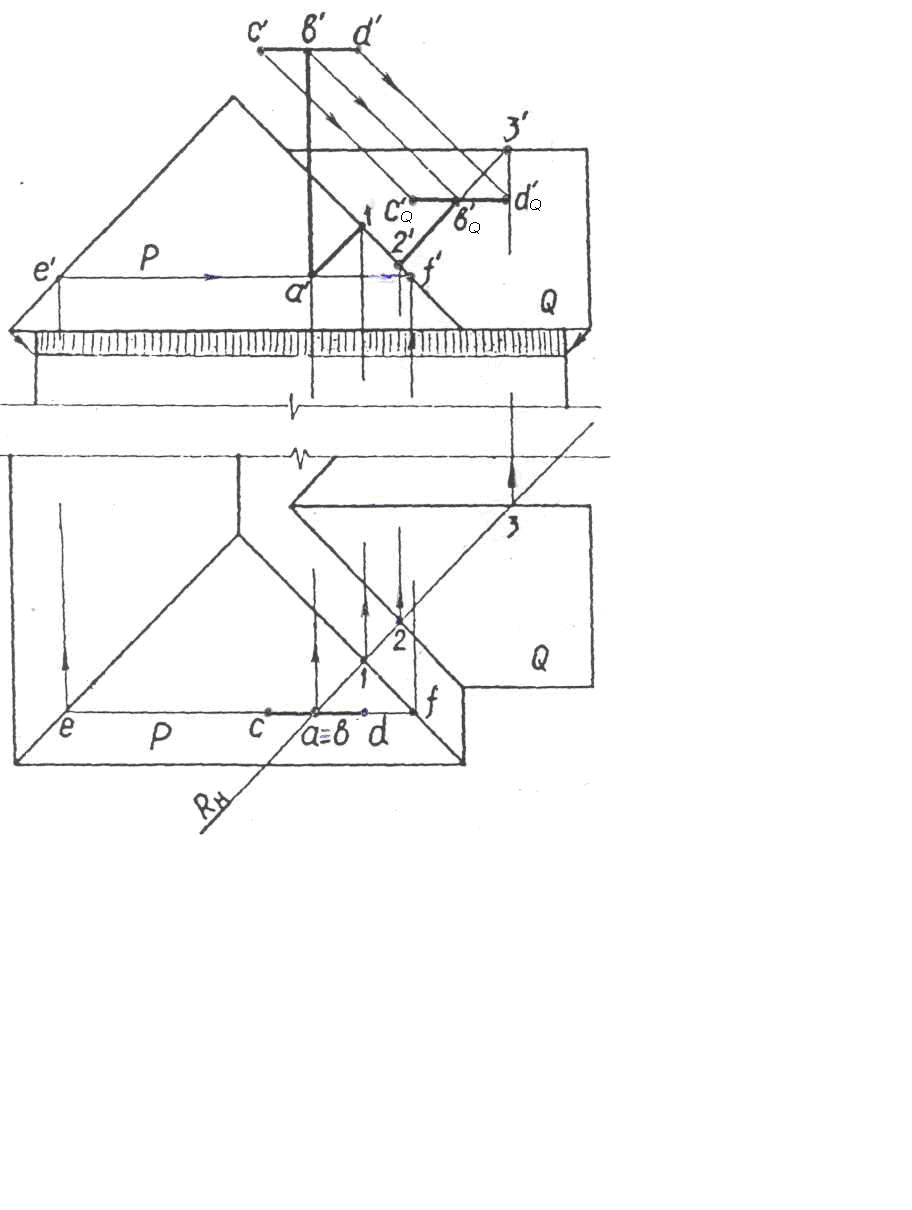 c' в' d'
3'
1 c'Q в'Q d'Q
2'
e' P a' f' Q
3
2
1 Q
e P c a≡в d f
RH